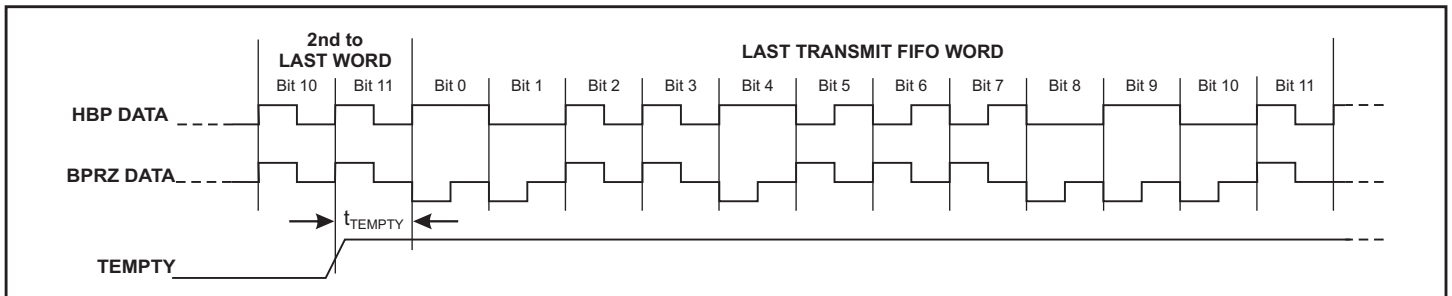 2nd to
LAST WORD
LAST TRANSMIT FIFO WORD
Bit 10 Bit 11 Bit 0 Bit 1 Bit 2 Bit 3 Bit 4 Bit 5 Bit 6 Bit 7 Bit 8 Bit 9 Bit 10 Bit 11
HBP DATA
BPRZ DATA
tTEMPTY
TEMPTY